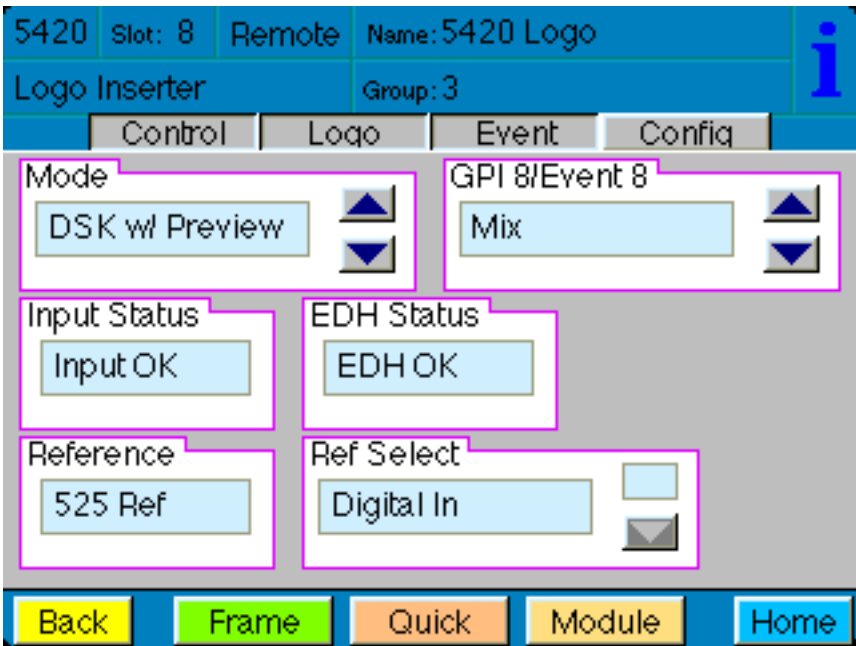 5420 Slot: 8 Remote Name: 5420 Logo
i
Logo Inserter Group: 3
Control Logo Event Config
Mode GPI 8/Event 8
DSK w/ Preview Mix
Input Status EDH Status
Input OK EDH OK
Reference Ref Select
525 Ref Digital In
Back Frame Quick Module Home